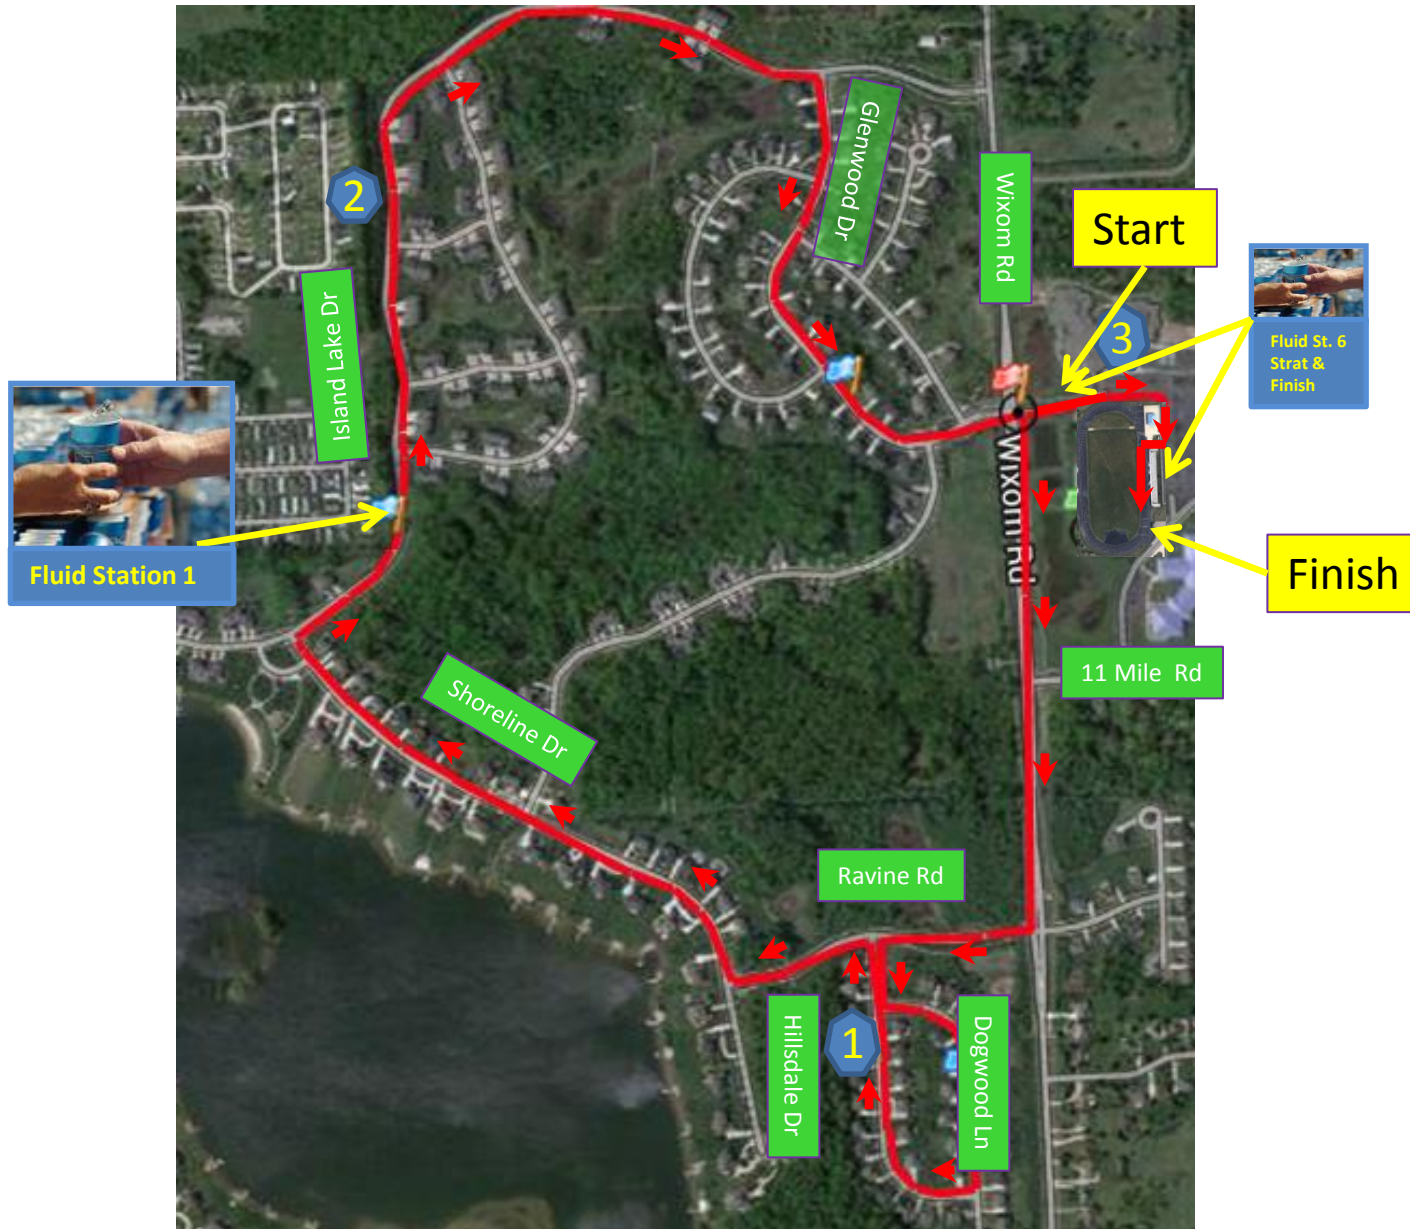 Glenwood Dr
Wixom Rd
Start
2
Island Lake Dr
3
Fluid St. 6
Strat &
Finish
Wixom Rd
Fluid Station 1
Finish
11 Mile  Rd
Shoreline Dr
Ravine Rd
Hillsdale Dr
1
Dogwood Ln